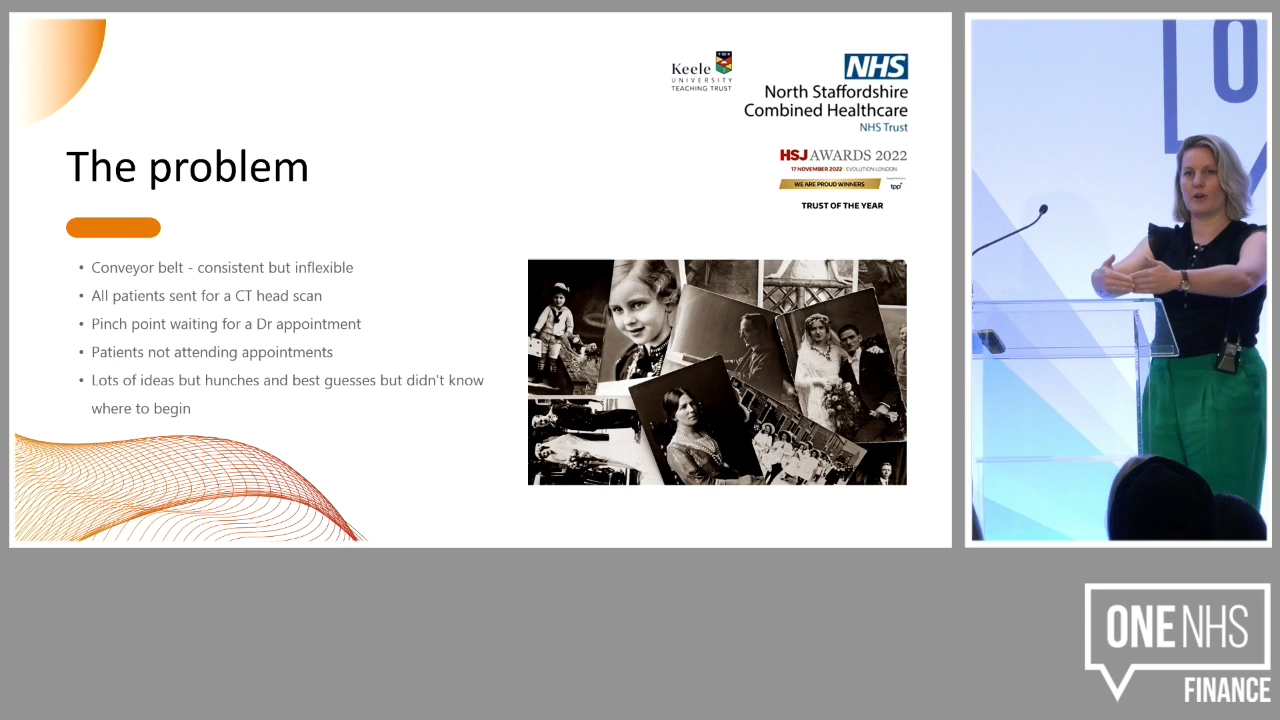 Keele
UNIVERSITY
TEACHING TRUST
NHS
North Staffordshire
Combined Healthcare
NHS Trust
HSJ AWARDS 2022
17 NOVEMBER 2022 | EVOLUTION LONDON
WE ARE PROUD WINNERS
tpp
TRUST OF THE YEAR
The problem
• Conveyor belt - consistent but inflexible
• All patients sent for a CT head scan
• Pinch point waiting for a Dr appointment
• Patients not attending appointments
• Lots of ideas but hunches and best guesses but didn't know
where to begin
ONE NHS
FINANCE